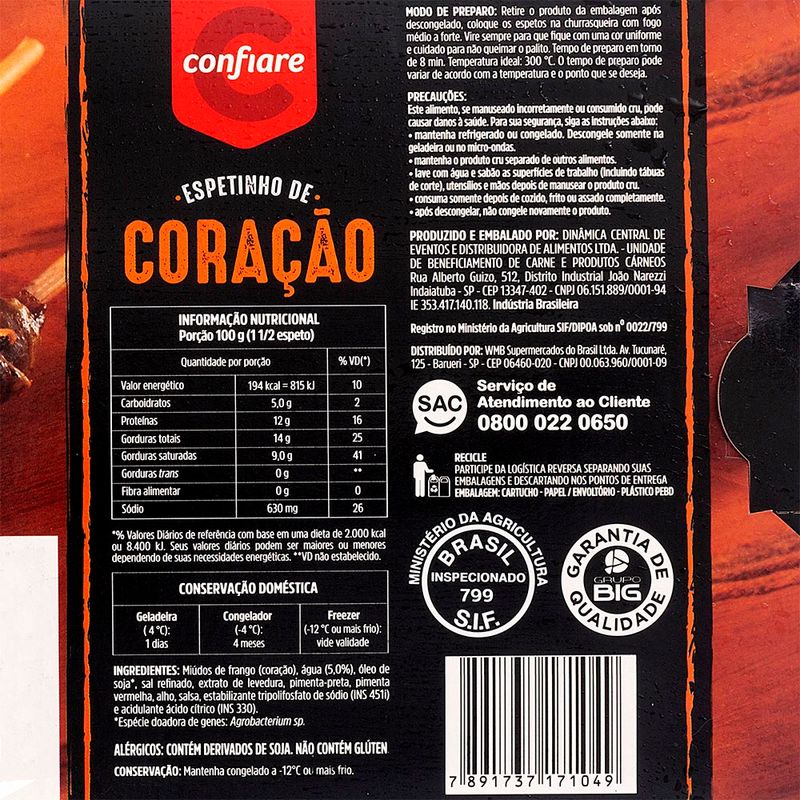 confiare
ESPETINHO DE
CORAÇÃO
INFORMAÇÃO NUTRICIONAL
Porção 100 g (1 1/2 espeto)
Quantidade por porção % VD(*)
Valor energético 194 kcal = 815 kJ 10
Carboidratos 5,0 g 2
Proteínas 12 g 16
Gorduras totais 14 g 25
Gorduras saturadas 9,0 g 41
Gorduras trans 0 g **
Fibra alimentar 0 g 0
Sódio 630 mg 26
*% Valores Diários de referência com base em uma dieta de 2.000 kcal
ou 8.400 kJ. Seus valores diários podem ser maiores ou menores
dependendo de suas necessidades energéticas. **VD não estabelecido.
CONSERVAÇÃO DOMÉSTICA
Geladeira Congelador Freezer
( 4°C): (-4°C): (-12 °C ou mais frio):
1 dias 4 meses vide validade
INGREDIENTES: Miúdos de frango (coração), água (5,0%), óleo de
soja*, sal refinado, extrato de levedura, pimenta-preta, pimenta
vermelha, alho, salsa, estabilizante tripolifosfato de sódio (INS 451i)
e acidulante ácido cítrico (INS 330).
*Espécie doadora de genes: Agrobacterium sp.
ALÉRGICOS: CONTÉM DERIVADOS DE SOJA. NÃO CONTÉM GLÚTEN.
CONSERVAÇÃO: Mantenha congelado a -12°C ou mais frio.
MODO DE PREPARO: Retire o produto da embalagem após
descongelado, coloque os espetos na churrasqueira com fogo
médio a forte. Vire sempre para que fique com uma cor uniforme
e cuidado para não queimar o palito. Tempo de preparo em torno
de 8 min. Temperatura ideal: 300 °C. O tempo de preparo pode
variar de acordo com a temperatura e o ponto que se deseja.
PRECAUÇÕES:
Este alimento, se manuseado incorretamente ou consumido cru, pode
causar danos à saúde. Para sua segurança, siga as instruções abaixo:
• mantenha refrigerado ou congelado. Descongele somente na
geladeira ou no micro-ondas.
• mantenha o produto cru separado de outros alimentos.
• lave com água e sabão as superfícies de trabalho (Incluindo tábuas
de corte), utensílios e mãos depois de manusear o produto cru.
• consuma somente depois de cozido, frito ou assado completamente.
• após descongelar, não congele novamente o produto.
PRODUZIDO E EMBALADO POR: DINÂMICA CENTRAL DE
EVENTOS E DISTRIBUIDORA DE ALIMENTOS LTDA. - UNIDADE
DE BENEFICIAMENTO DE CARNE E PRODUTOS CÁRNEOS
Rua Alberto Guizo, 512, Distrito Industrial João Narezzi
Indaiatuba - SP - CEP 13347-402 - CNPJ 06.151.889/0001-94
IE 353.417.140.118. Indústria Brasileira
Registro no Ministério da Agricultura SIF/DIPOA sob n° 0022/799
DISTRIBUÍDO POR: WMB Supermercados do Brasil Ltda. Av. Tucunaré,
125 - Barueri - SP - CEP 06460-020 - CNPJ 00.063.960/0001-09
SAC
Serviço de
Atendimento ao Cliente
0800 022 0650
RECICLE
PARTICIPE DA LOGÍSTICA REVERSA SEPARANDO SUAS
EMBALAGENS E DESCARTANDO NOS PONTOS DE ENTREGA
EMBALAGEM: CARTUCHO - PAPEL / ENVOLTÓRIO - PLÁSTICO PEBD
MINISTÉRIO DA AGRICULTURA
BRASIL
INSPECIONADO
799
S.I.F.
GARANTIA DE
GRUPO
BIG
QUALIDADE
7 891737 171049